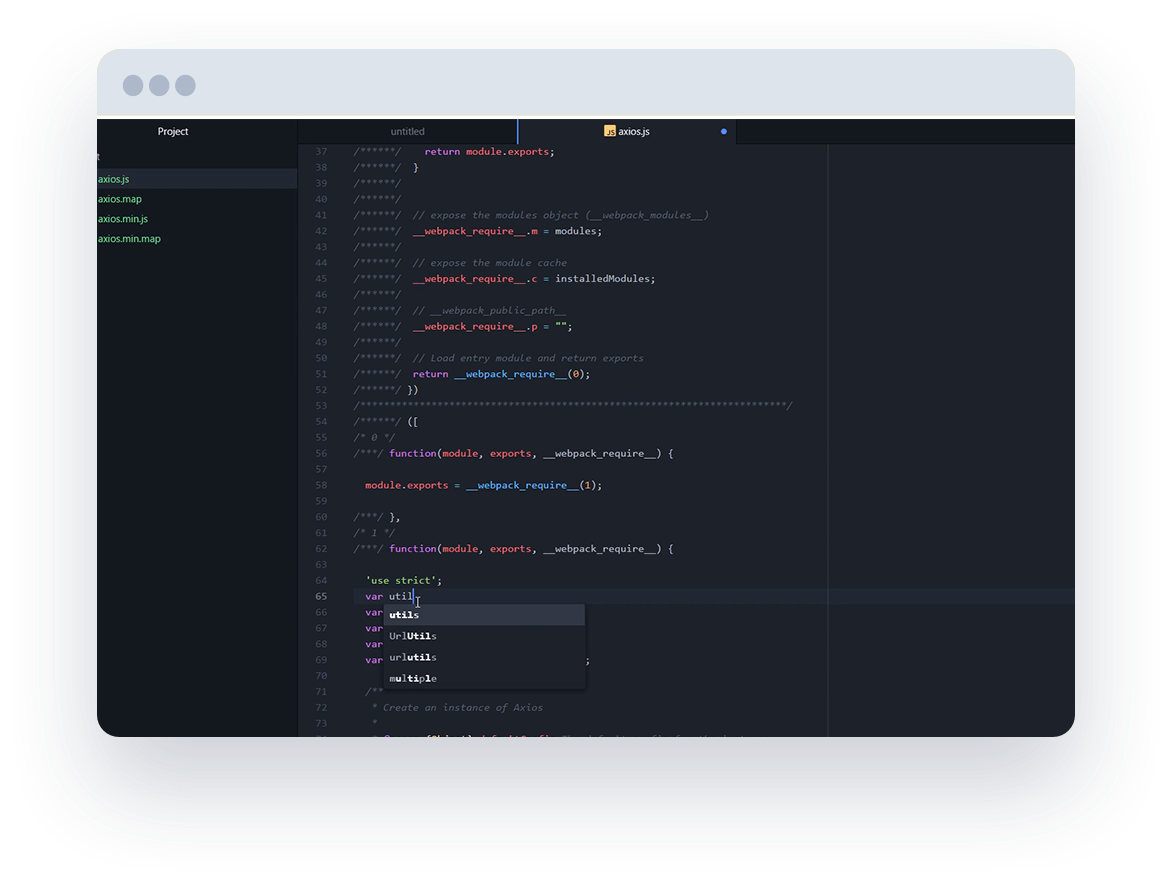 Project
untitled
JS axios.js
t
axios.js
axios.map
axios.min.js
axios.min.map
37 /******/ return module.exports;
38 /******/ }
39 /******/
40 /******/
41 /******/ // expose the modules object (__webpack_modules__)
42 /******/ __webpack_require__.m = modules;
43 /******/
44 /******/ // expose the module cache
45 /******/ __webpack_require__.c = installedModules;
46 /******/
47 /******/ // __webpack_public_path__
48 /******/ __webpack_require__.p = "";
49 /******/
50 /******/ // Load entry module and return exports
51 /******/ return __webpack_require__(0);
52 /******/ })
53 /************************************************************************/
54 /******/ ([
55 /* 0 */
56 /***/ function(module, exports, __webpack_require__) {
57
58 module.exports = __webpack_require__(1);
59
60 /***/ },
61 /* 1 */
62 /***/ function(module, exports, __webpack_require__) {
63
64 'use strict';
65 var util
66 var
67 var
68 var
69 var ;
utils
UrlUtils
urlutils
multiple
70
71 /**
72 * Create an instance of Axios
73 *